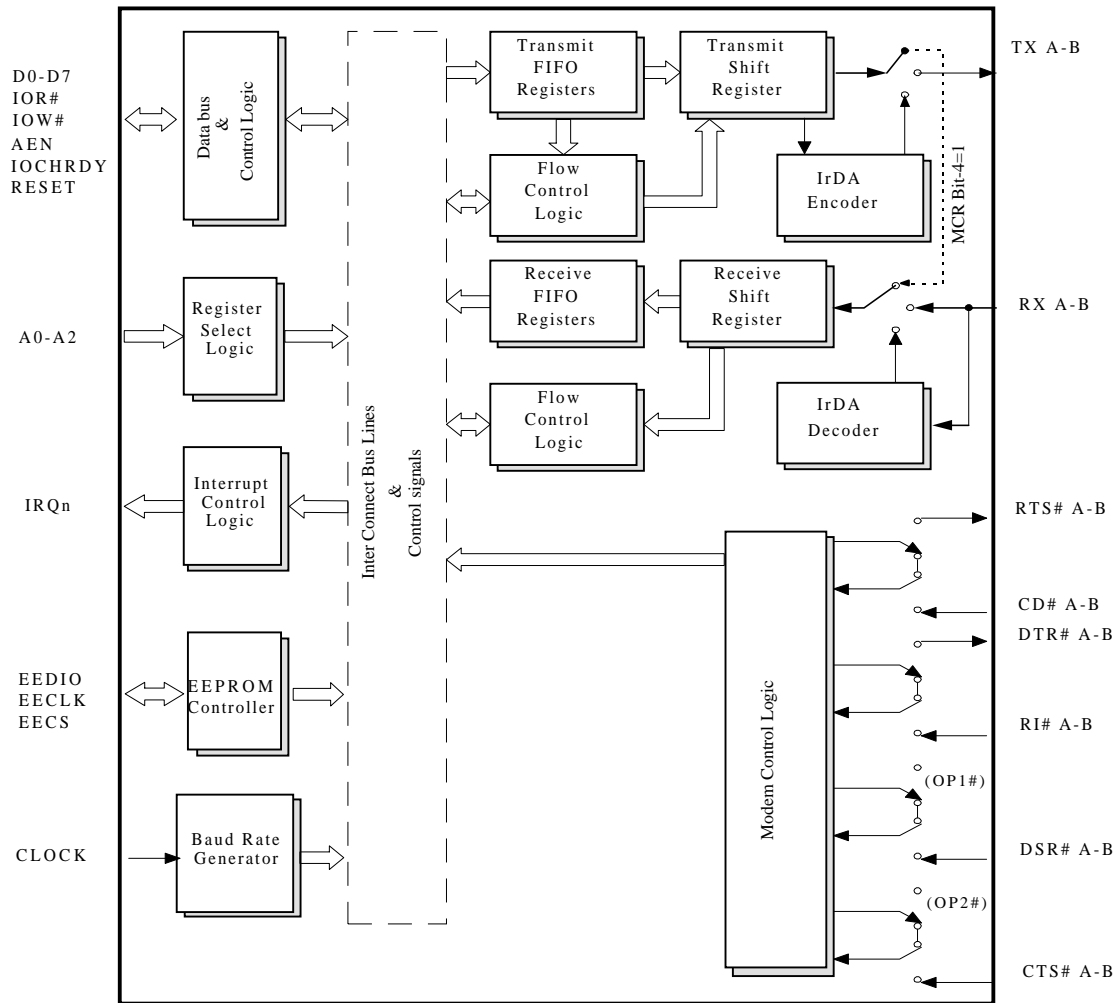 D0-D7
IOR#
IOW#
AEN
IOCHRDY
RESET
A0-A2
IRQn
EEDIO
EECLK
EECS
CLOCK
Data bus
&
Control Logic
Register
Select
Logic
Interrupt
Control
Logic
EEPROM
Controller
Baud Rate
Generator
Inter Connect Bus Lines
&
Control signals
Transmit
FIFO
Registers
Transmit
Shift
Register
Flow
Control
Logic
IrDA
Encoder
MCR Bit-4=1
Receive
FIFO
Registers
Receive
Shift
Register
Flow
Control
Logic
IrDA
Decoder
Modem Control Logic
(OP1#)
(OP2#)
TX A-B
RX A-B
RTS# A-B
CD# A-B
DTR# A-B
RI# A-B
DSR# A-B
CTS# A-B